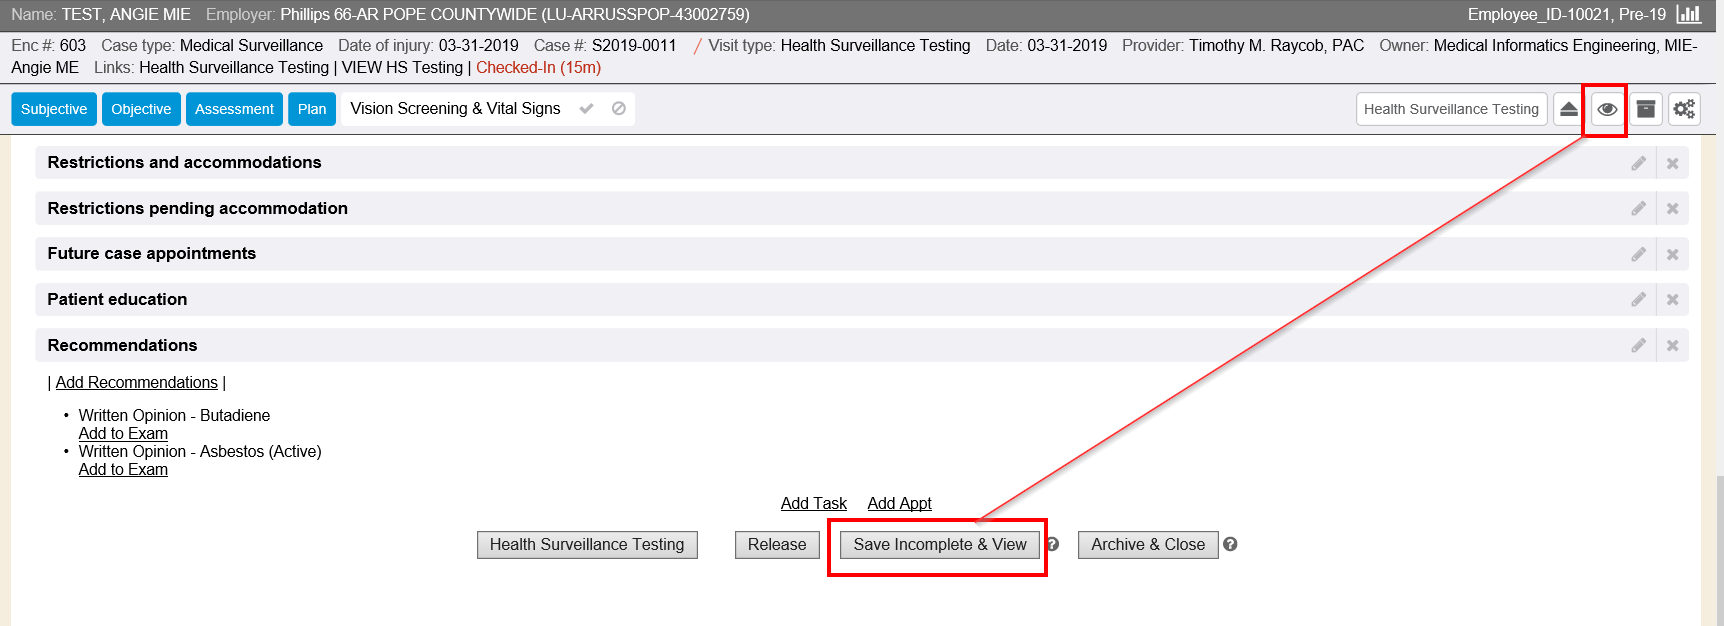 Name: TEST, ANGIE MIE Employer: Phillips 66-AR POPE COUNTYWIDE (LU-ARRUSSPOP-43002759) Employee_ID-10021, Pre-19
Enc #: 603 Case type: Medical Surveillance Date of injury: 03-31-2019 Case #: S2019-0011 / Visit type: Health Surveillance Testing Date: 03-31-2019 Provider: Timothy M. Raycob, PAC Owner: Medical Informatics Engineering, MIE-
Angie ME Links: Health Surveillance Testing | VIEW HS Testing | Checked-In (15m)
Subjective Objective Assessment Plan Vision Screening & Vital Signs Health Surveillance Testing
Restrictions and accommodations
Restrictions pending accommodation
Future case appointments
Patient education
Recommendations
| Add Recommendations |
• Written Opinion - Butadiene
Add to Exam
• Written Opinion - Asbestos (Active)
Add to Exam
Add Task Add Appt
Health Surveillance Testing Release Save Incomplete & View ? Archive & Close ?